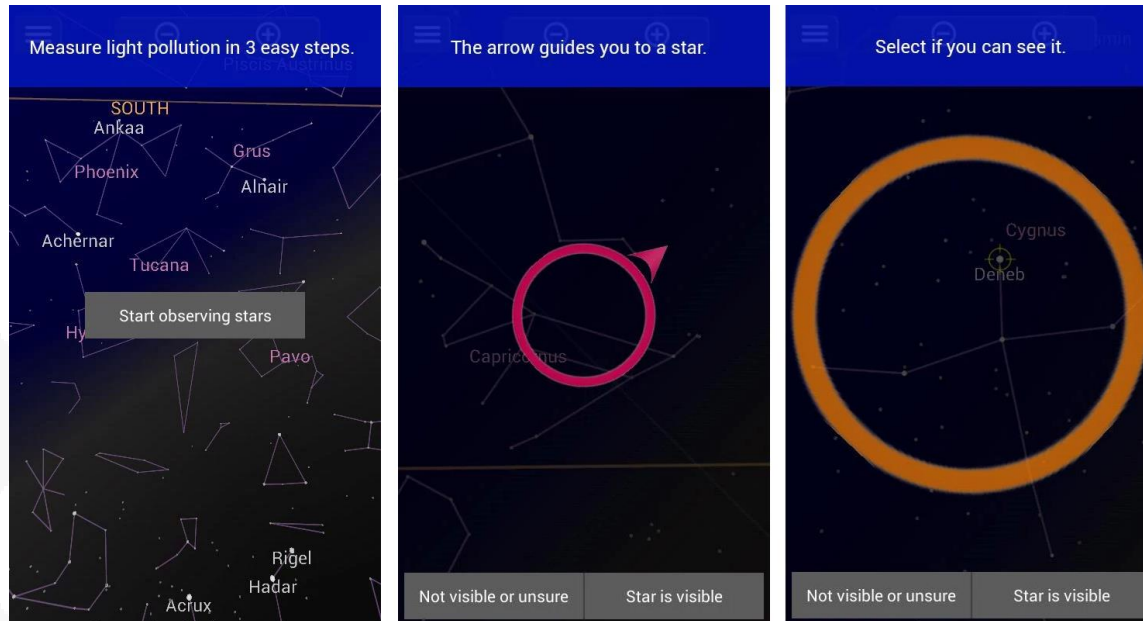 Measure light pollution in 3 easy steps.
Piscis Austrinus
SOUTH
Ankaa
Grus
Phoenix
Alnair
Achernar
Tucana
Start observing stars
Hy
Pavo
Rigel
Hadar
Acrux
The arrow guides you to a star.
Capricornus
Not visible or unsure
Star is visible
Select if you can see it.
Cygnus
Deneb
Not visible or unsure
Star is visible